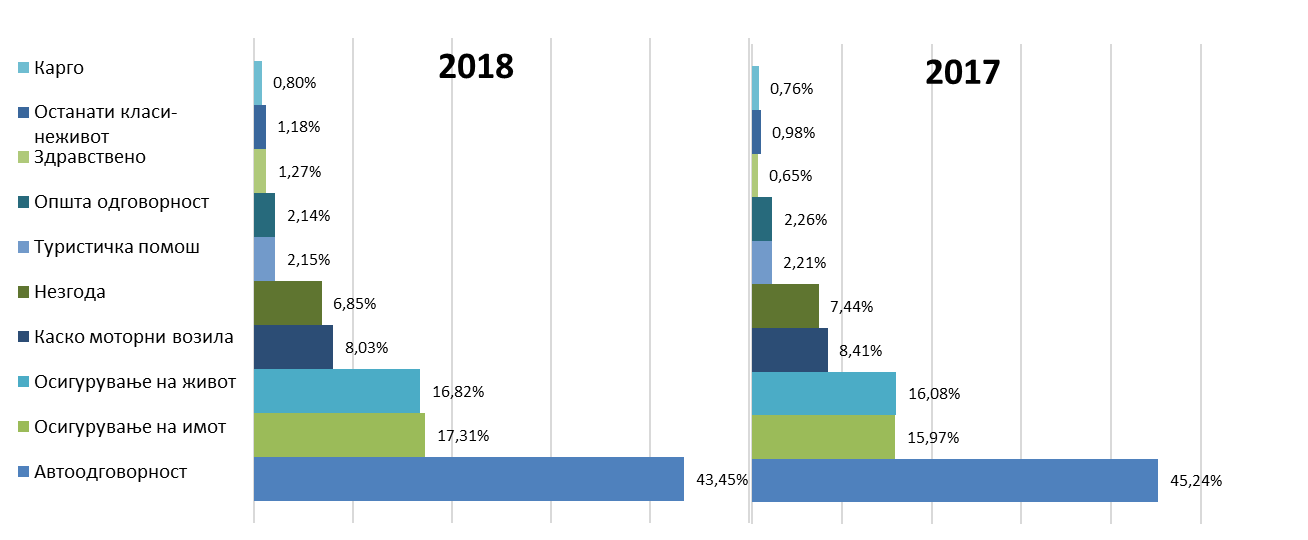 2018
2017
Карго
Останати класи-
неживот
Здравствено
Општа одговорност
Туристичка помош
Незгода
Каско моторни возила
Осигурување на живот
Осигурување на имот
Автоодговорност
0,80%
1,18%
1,27%
2,14%
2,15%
6,85%
8,03%
16,82%
17,31%
43,45%
0,76%
0,98%
0,65%
2,26%
2,21%
7,44%
8,41%
16,08%
15,97%
45,24%